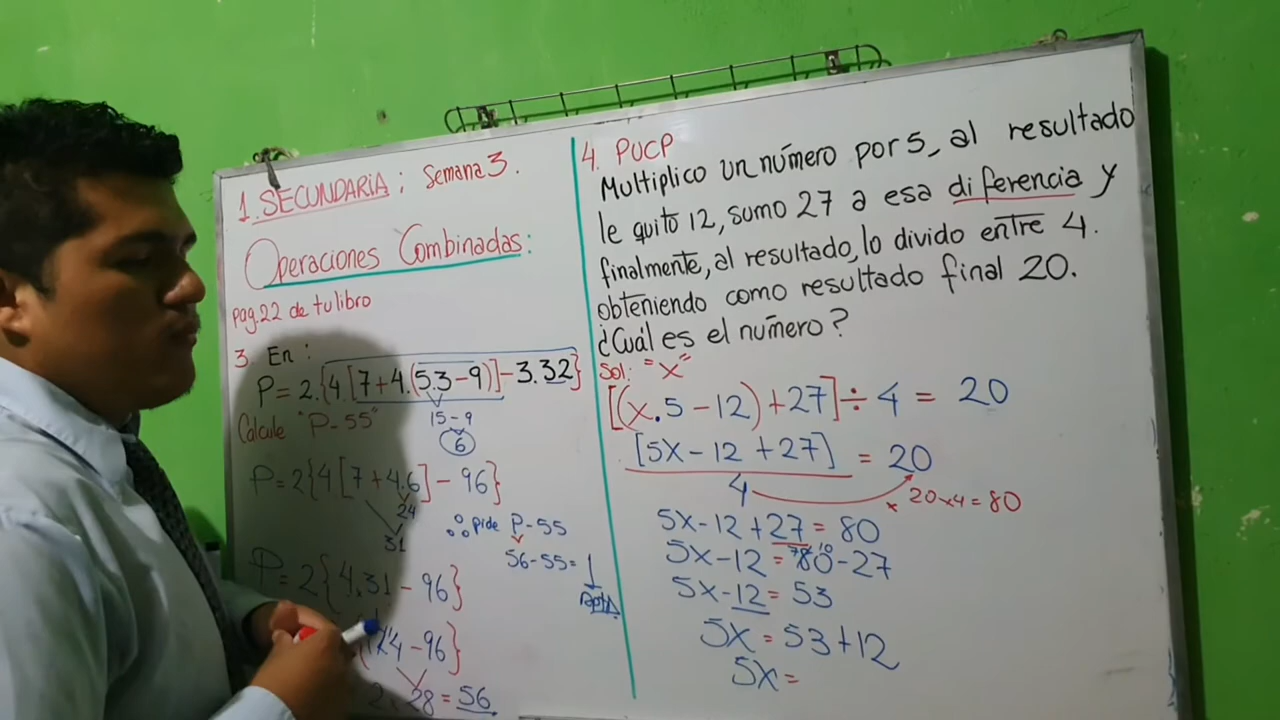 1. SECUNDARIA: Semana 3.
Operaciones Combinadas:
pag. 22 de tu libro
3. En:
P = 2.{4[7+4.(5.3-9)]-3.32}
Calcule "P-55"
15-9
6
P = 2{4[7+4.6]-96}
24
31
∴ pide P-55
56-55=1
Rpta.
P = 2{4.31-96}
124-96}
28 = 56
4. PUCP
Multiplico un número por 5, al resultado
le quito 12, sumo 27 a esa diferencia y
finalmente, al resultado, lo divido entre 4.
obteniendo como resultado final 20.
¿Cuál es el número?
Sol: "x"
[(x.5-12)+27]÷4 = 20
[5x-12+27] = 20
4
x 20x4=80
5x-12+27=80
5x-12=80-27
5x-12=53
5x=53+12
5x=